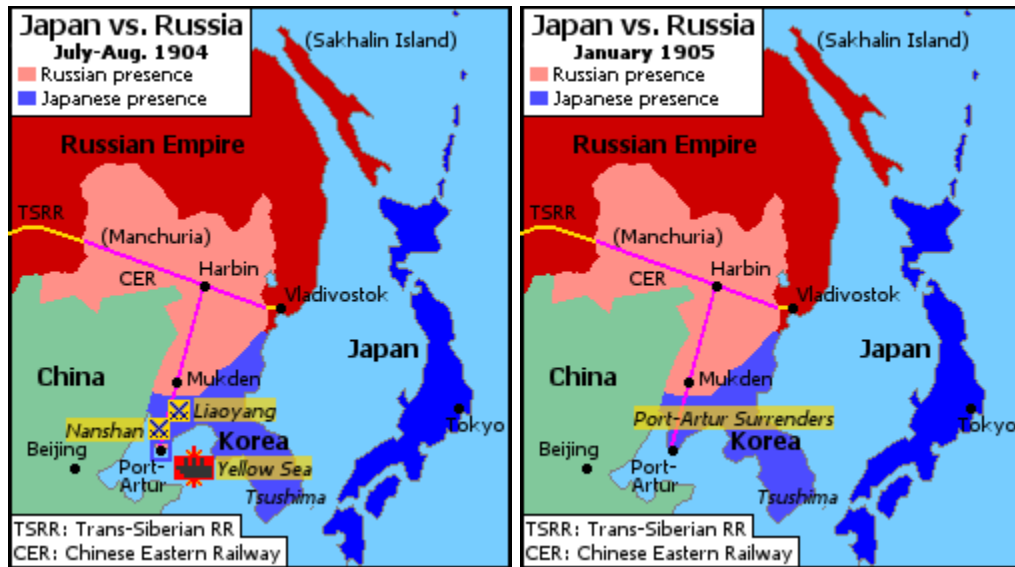 Japan vs. Russia
July-Aug. 1904
Russian presence
Japanese presence
(Sakhalin Island)
Russian Empire
TSRR
(Manchuria)
CER
Harbin
Vladivostok
Japan
China
Mukden
Liaoyang
Nanshan
Tokyo
Korea
Beijing
Port-
Artur
Yellow Sea
Tsushima
TSRR: Trans-Siberian RR
CER: Chinese Eastern Railway
Japan vs. Russia
January 1905
Russian presence
Japanese presence
(Sakhalin Island)
Russian Empire
TSRR
(Manchuria)
CER
Harbin
Vladivostok
Japan
China
Mukden
Port-Artur Surrenders
Tokyo
Korea
Beijing
Port-
Artur
Tsushima
TSRR: Trans-Siberian RR
CER: Chinese Eastern Railway